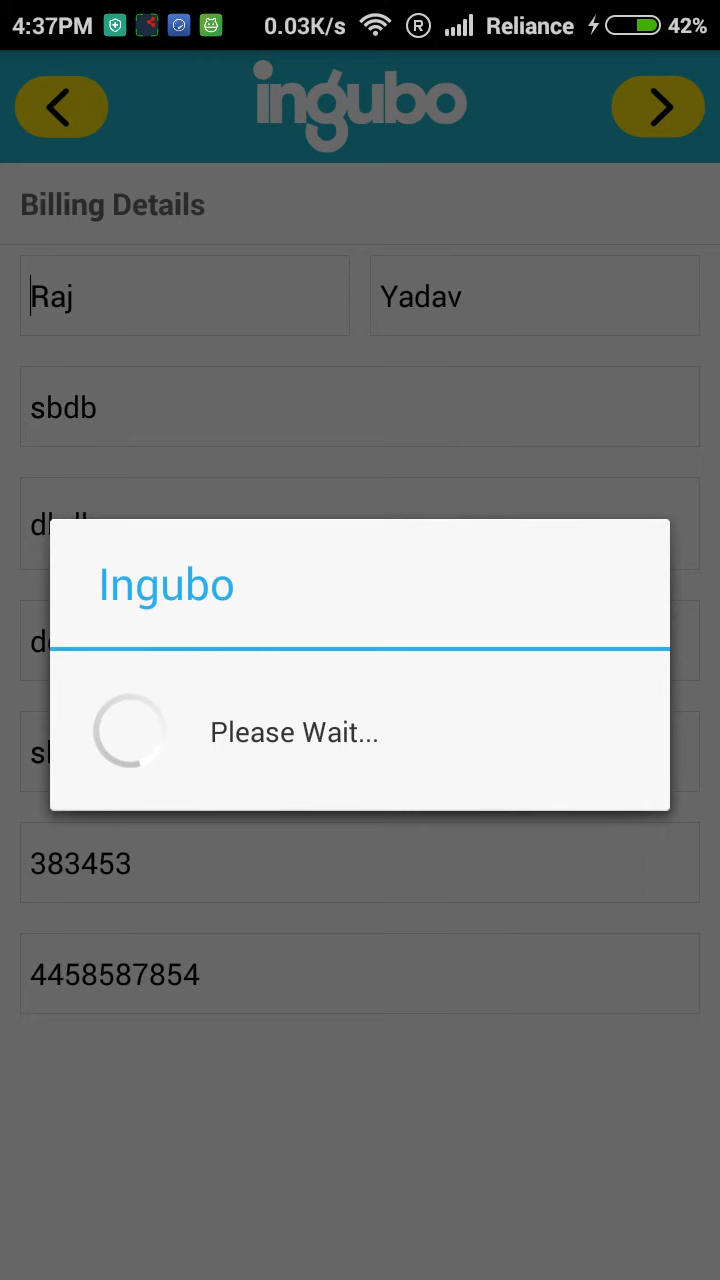 4:37PM 0.03K/s R Reliance 42%
ingubo
Billing Details
Raj Yadav
sbdb
Ingubo
Please Wait...
383453
4458587854